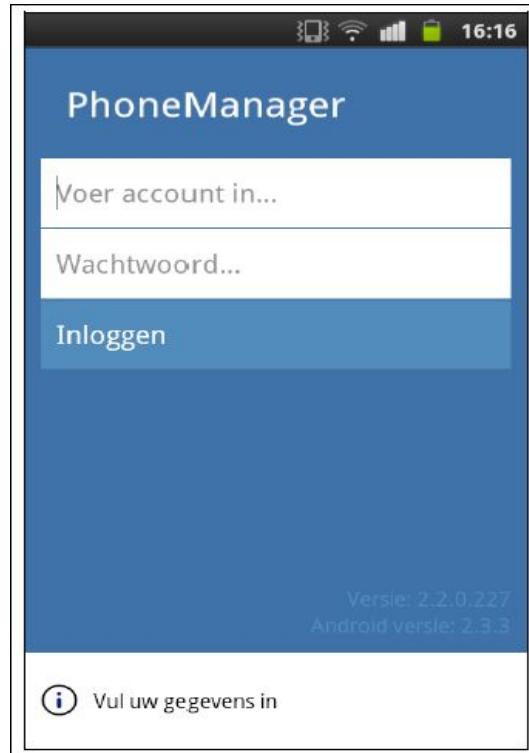 16:16
PhoneManager
Voer account in...
Wachtwoord...
Inloggen
Versie: 2.2.0.227
Android versie: 2.3.3
Vul uw gegevens in